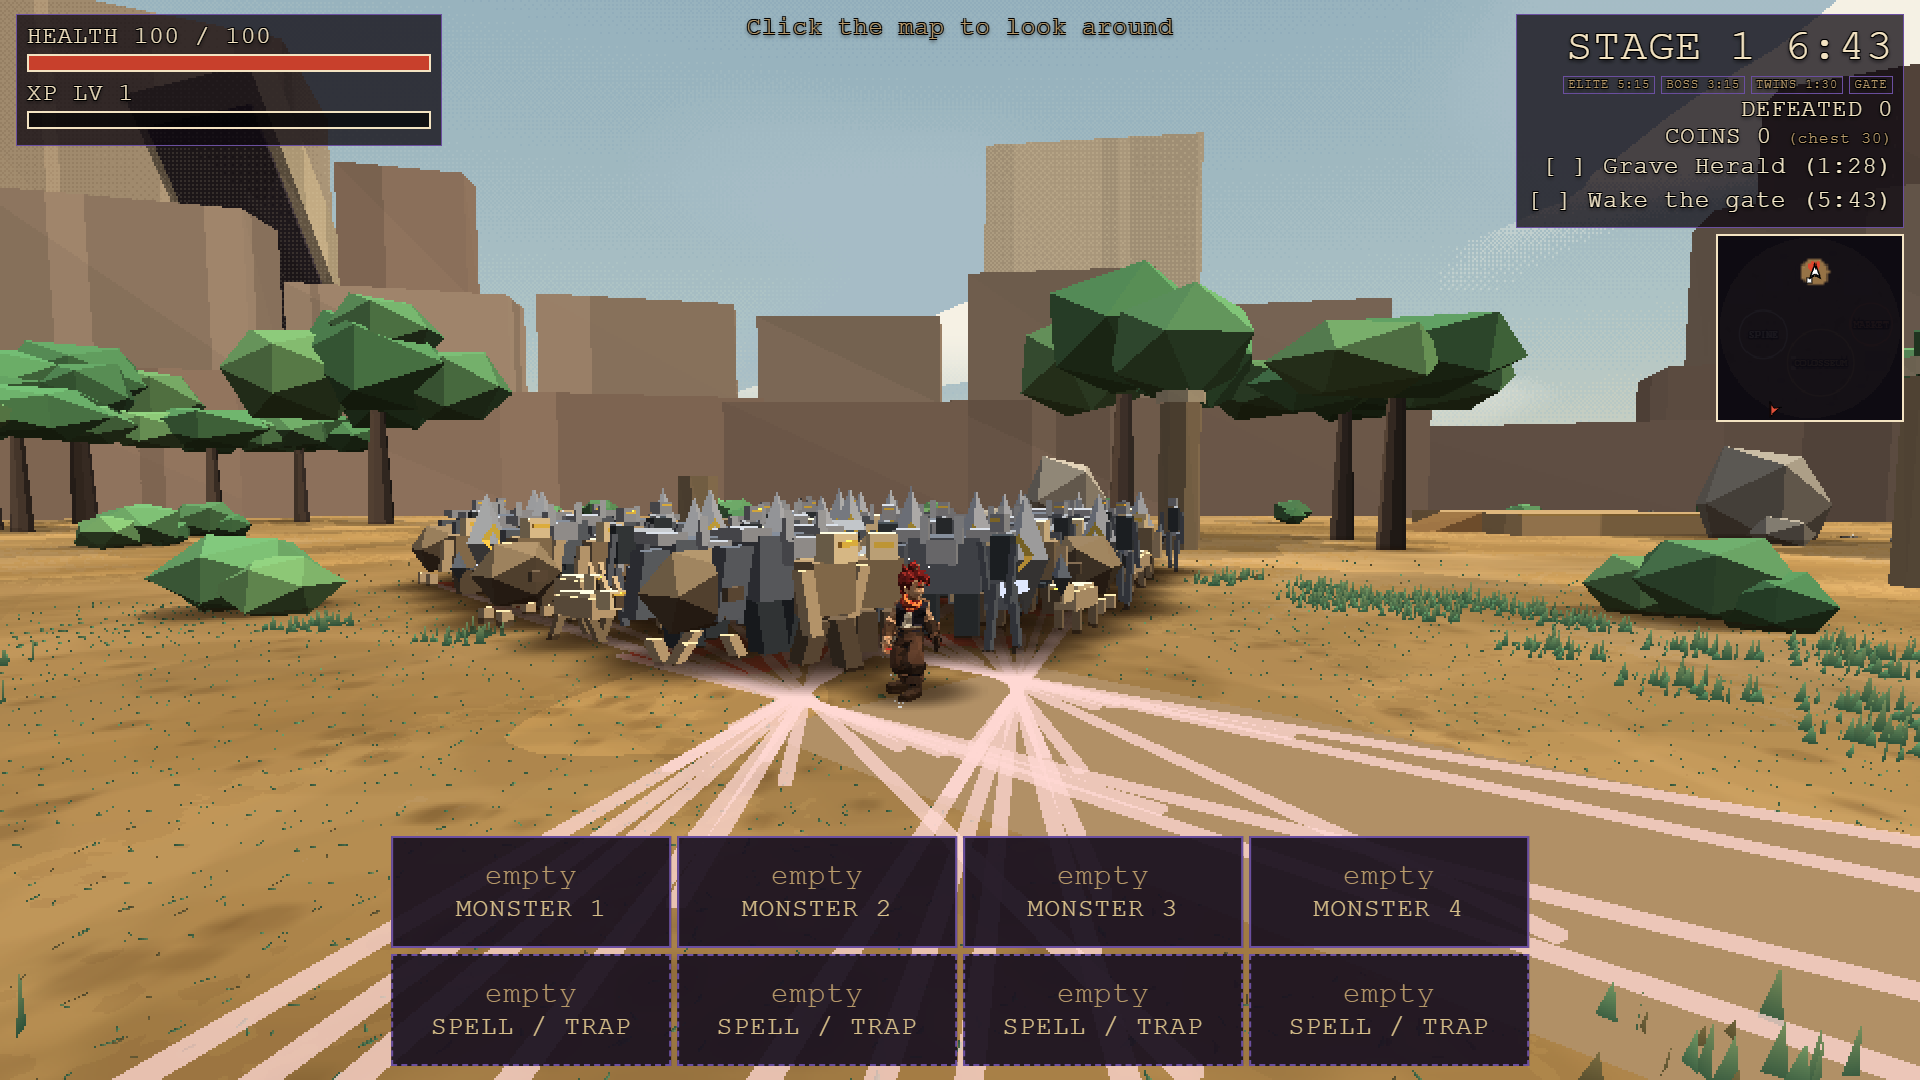 HEALTH 100 / 100
XP LV 1
Click the map to look around
STAGE 1 6:43
ELITE 5:15 BOSS 3:15 TWINS 1:30 GATE
DEFEATED 0
COINS 0 (chest 30)
[ ] Grave Herald (1:28)
[ ] Wake the gate (5:43)
empty
MONSTER 1
empty
MONSTER 2
empty
MONSTER 3
empty
MONSTER 4
empty
SPELL / TRAP
empty
SPELL / TRAP
empty
SPELL / TRAP
empty
SPELL / TRAP